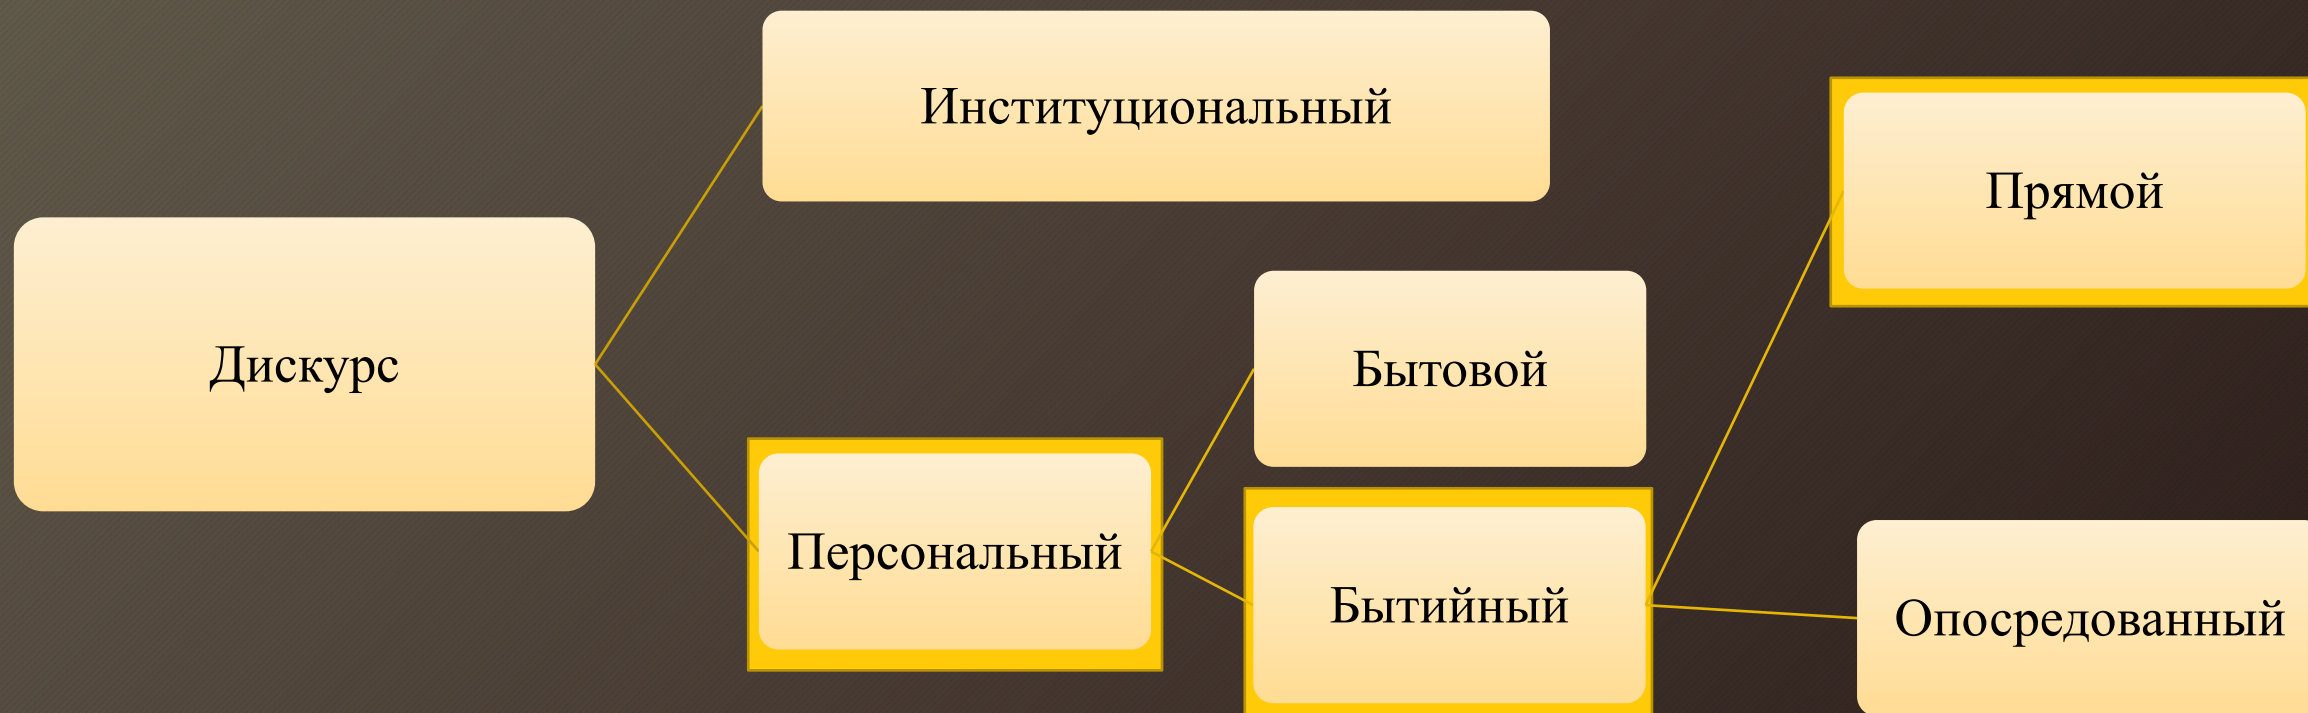 Дискурс
Институциональный
Персональный
Бытовой
Бытийный
Прямой
Опосредованный